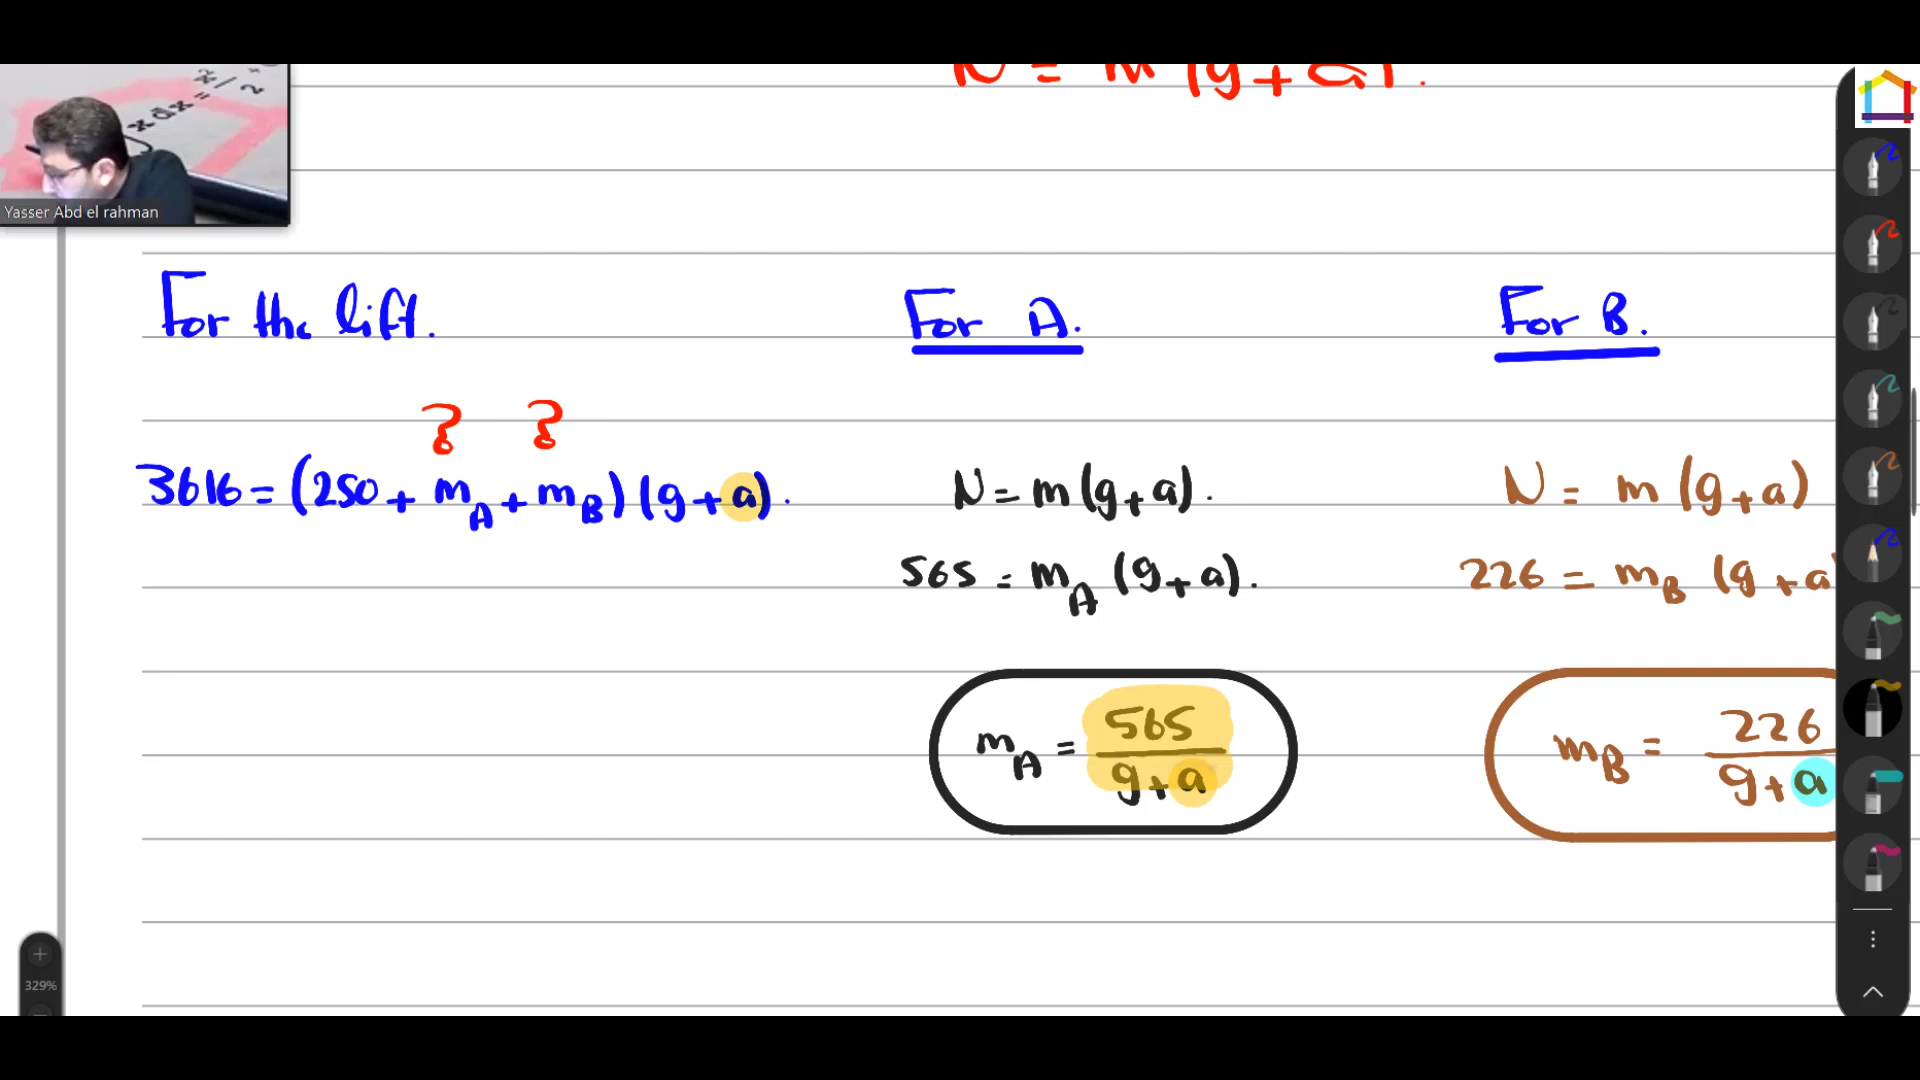 N = m (g + a).
Yasser Abd el rahman
For the lift.
? ?
3616 = (250 + mA + mB) (g + a).
For A.
N = m (g + a).
565 = mA (g + a).
mA = 565 / g + a
For B.
N = m (g + a)
226 = mB (g + a
mB = 226 / g + a
329%